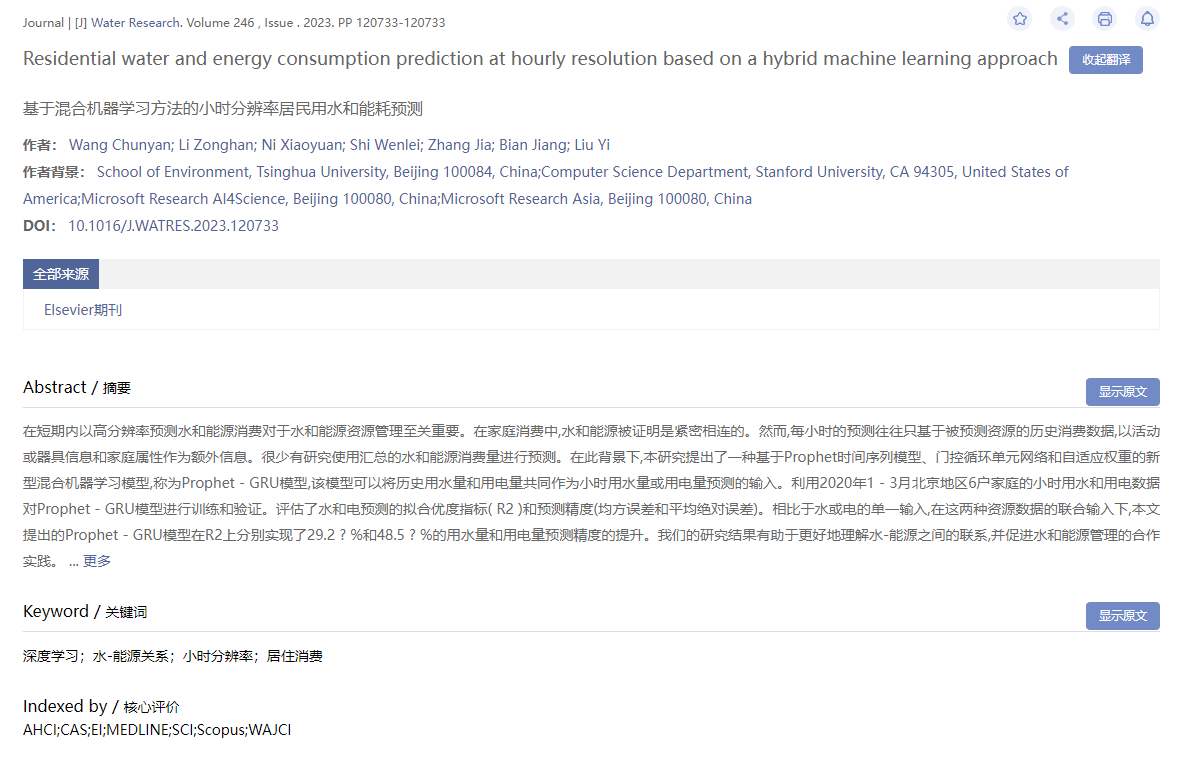 Journal | [J] Water Research. Volume 246 , Issue . 2023. PP 120733-120733
Residential water and energy consumption prediction at hourly resolution based on a hybrid machine learning approach 收起翻译
基于混合机器学习方法的小时分辨率居民用水和能耗预测
作者: Wang Chunyan; Li Zonghan; Ni Xiaoyuan; Shi Wenlei; Zhang Jia; Bian Jiang; Liu Yi
作者背景: School of Environment, Tsinghua University, Beijing 100084, China;Computer Science Department, Stanford University, CA 94305, United States of
America;Microsoft Research AI4Science, Beijing 100080, China;Microsoft Research Asia, Beijing 100080, China
DOI: 10.1016/J.WATRES.2023.120733
全部来源
Elsevier期刊
Abstract / 摘要
显示原文
在短期内以高分辨率预测水和能源消费对于水和能源资源管理至关重要。在家庭消费中,水和能源被证明是紧密相连的。然而,每小时的预测往往只基于被预测资源的历史消费数据,以活动
或器具信息和家庭属性作为额外信息。很少有研究使用汇总的水和能源消费量进行预测。在此背景下,本研究提出了一种基于Prophet时间序列模型、门控循环单元网络和自适应权重的新
型混合机器学习模型,称为Prophet - GRU模型,该模型可以将历史用水量和用电量共同作为小时用水量或用电量预测的输入。利用2020年1 - 3月北京地区6户家庭的小时用水和用电数据
对Prophet - GRU模型进行训练和验证。评估了水和电预测的拟合优度指标( R2 )和预测精度(均方误差和平均绝对误差)。相比于水或电的单一输入,在这两种资源数据的联合输入下,本文
提出的Prophet - GRU模型在R2上分别实现了29.2 ? %和48.5 ? %的用水量和用电量预测精度的提升。我们的研究结果有助于更好地理解水-能源之间的联系,并促进水和能源管理的合作
实践。 ... 更多
Keyword / 关键词
显示原文
深度学习；水-能源关系；小时分辨率；居住消费
Indexed by / 核心评价
AHCI;CAS;EI;MEDLINE;SCI;Scopus;WAJCI